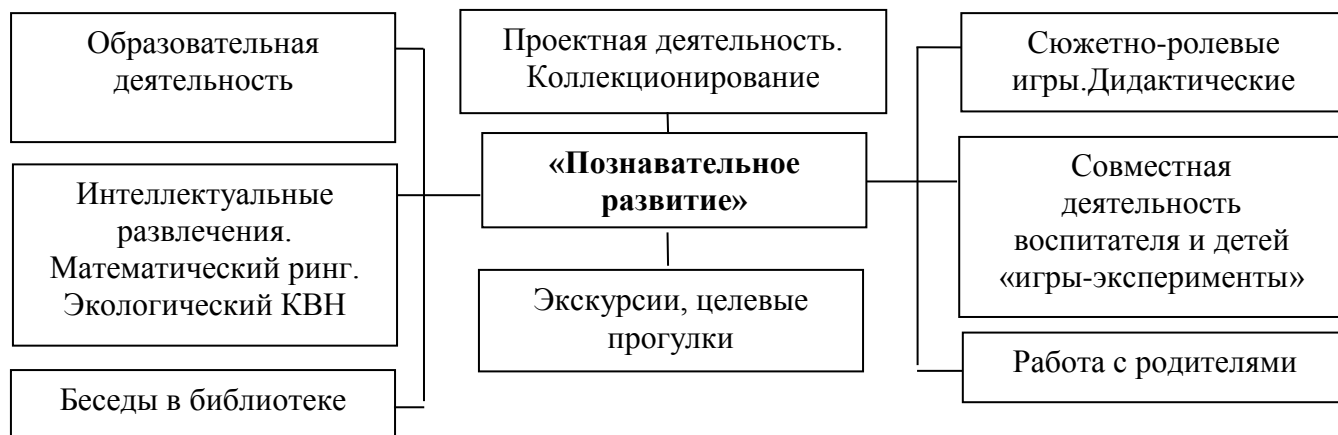 Образовательная
деятельность
Интеллектуальные
развлечения.
Математический ринг.
Экологический КВН
Беседы в библиотеке
Проектная деятельность.
Коллекционирование
«Познавательное
развитие»
Экскурсии, целевые
прогулки
Сюжетно-ролевые
игры.Дидактические
Совместная
деятельность
воспитателя и детей
«игры-эксперименты»
Работа с родителями